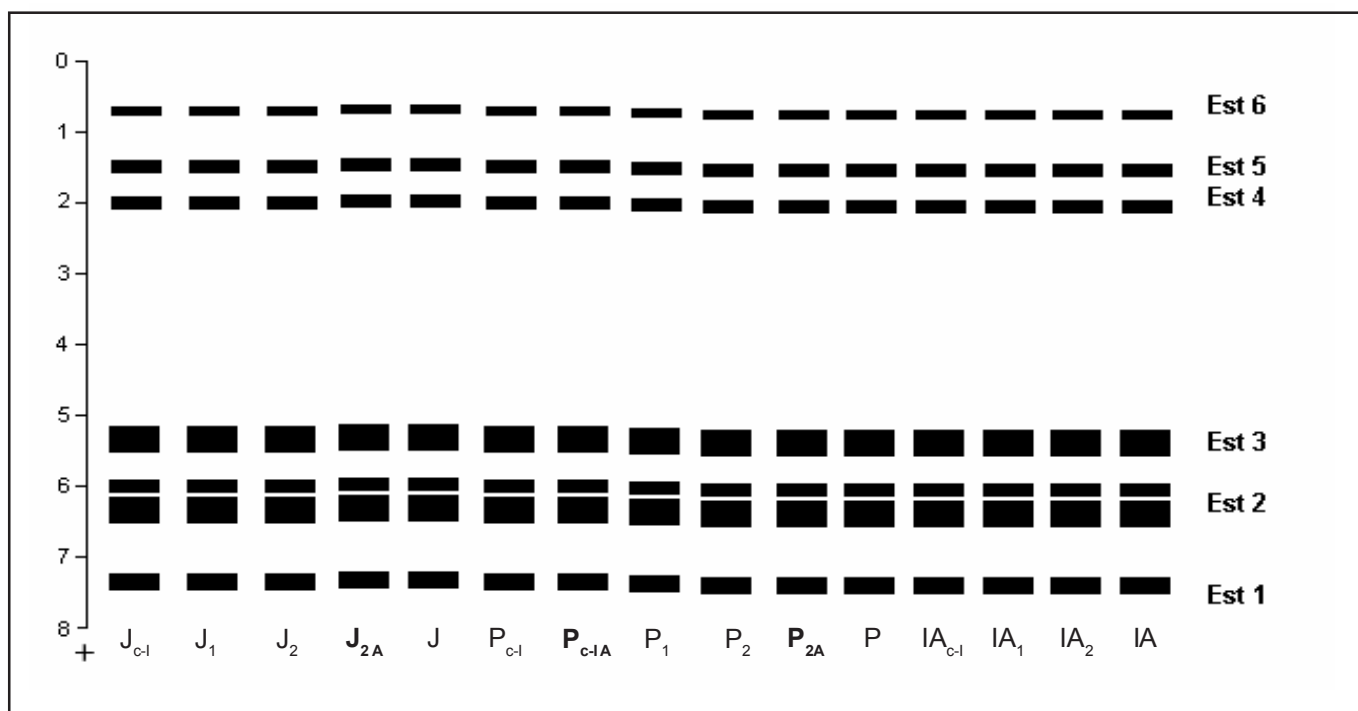 0
1
2
3
4
5
6
7
8
+
Est 6
Est 5
Est 4
Est 3
Est 2
Est 1
J c-I J 1 J 2 J 2 A J P c-I P c-I A P 1 P 2 P 2A P IA c-I IA 1 IA 2 IA